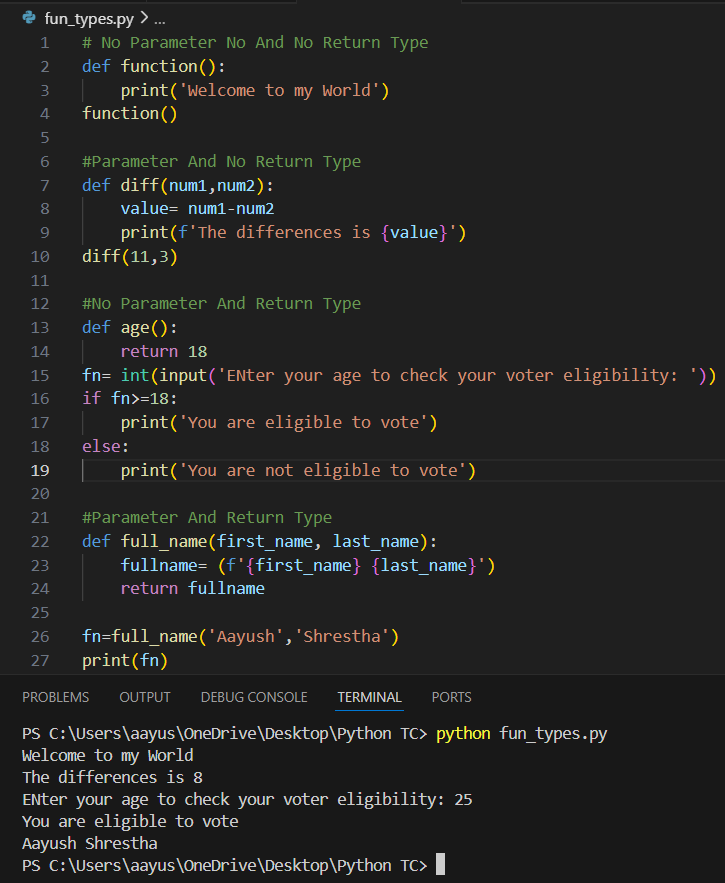 fun_types.py > ...
1 # No Parameter No And No Return Type
2 def function():
3     print('Welcome to my World')
4 function()
5
6 #Parameter And No Return Type
7 def diff(num1,num2):
8     value= num1-num2
9     print(f'The differences is {value}')
10 diff(11,3)
11
12 #No Parameter And Return Type
13 def age():
14     return 18
15 fn= int(input('ENter your age to check your voter eligibility: '))
16 if fn>=18:
17     print('You are eligible to vote')
18 else:
19     print('You are not eligible to vote')
20
21 #Parameter And Return Type
22 def full_name(first_name, last_name):
23     fullname= (f'{first_name} {last_name}')
24     return fullname
25
26 fn=full_name('Aayush','Shrestha')
27 print(fn)
PROBLEMS OUTPUT DEBUG CONSOLE TERMINAL PORTS
PS C:\Users\aayus\OneDrive\Desktop\Python TC> python fun_types.py
Welcome to my World
The differences is 8
ENter your age to check your voter eligibility: 25
You are eligible to vote
Aayush Shrestha
PS C:\Users\aayus\OneDrive\Desktop\Python TC>